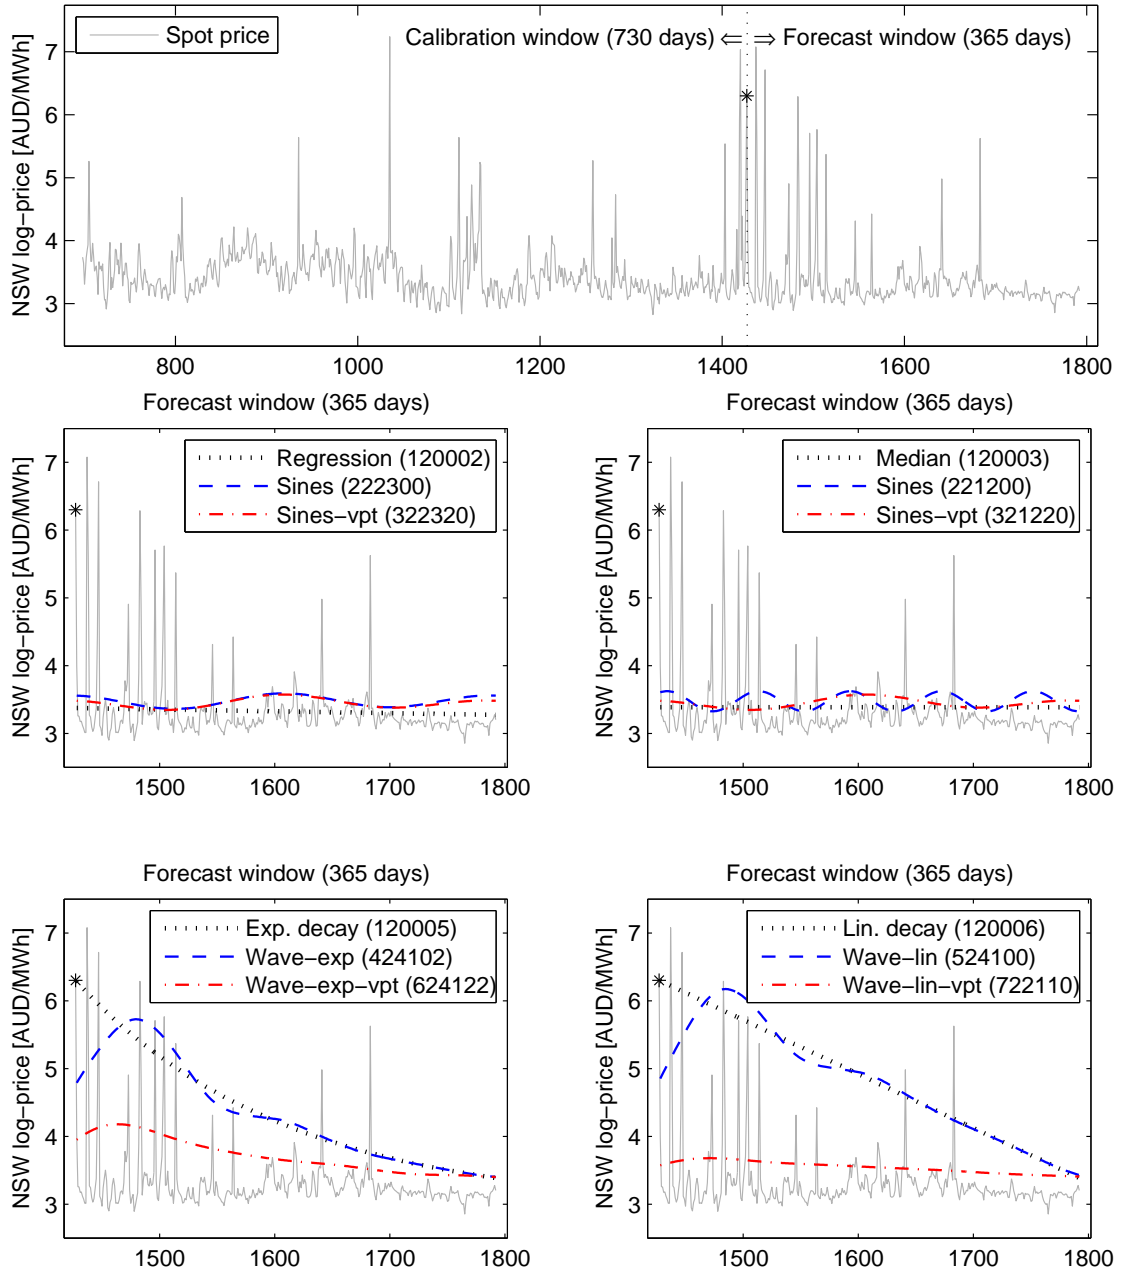 Spot price
Calibration window (730 days) ⇐ ⇒ Forecast window (365 days)
NSW log−price [AUD/MWh]
7
6
5
4
3
800 1000 1200 1400 1600 1800
Forecast window (365 days)
Regression (120002)
Sines (222300)
Sines−vpt (322320)
NSW log−price [AUD/MWh]
7
6
5
4
3
1500 1600 1700 1800
Forecast window (365 days)
Median (120003)
Sines (221200)
Sines−vpt (321220)
NSW log−price [AUD/MWh]
7
6
5
4
3
1500 1600 1700 1800
Forecast window (365 days)
Exp. decay (120005)
Wave−exp (424102)
Wave−exp−vpt (624122)
NSW log−price [AUD/MWh]
7
6
5
4
3
1500 1600 1700 1800
Forecast window (365 days)
Lin. decay (120006)
Wave−lin (524100)
Wave−lin−vpt (722110)
NSW log−price [AUD/MWh]
7
6
5
4
3
1500 1600 1700 1800